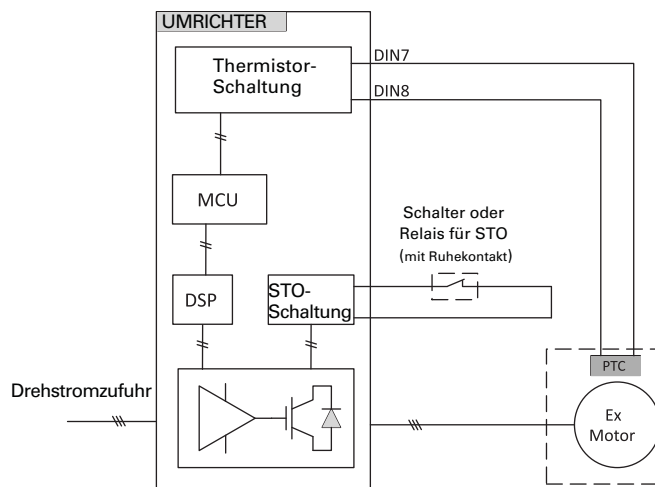 UMRICHTER
Thermistor-
Schaltung
DIN7
DIN8
MCU
Schalter oder
Relais für STO
(mit Ruhekontakt)
DSP
STO-
Schaltung
PTC
Drehstromzufuhr
Ex
Motor